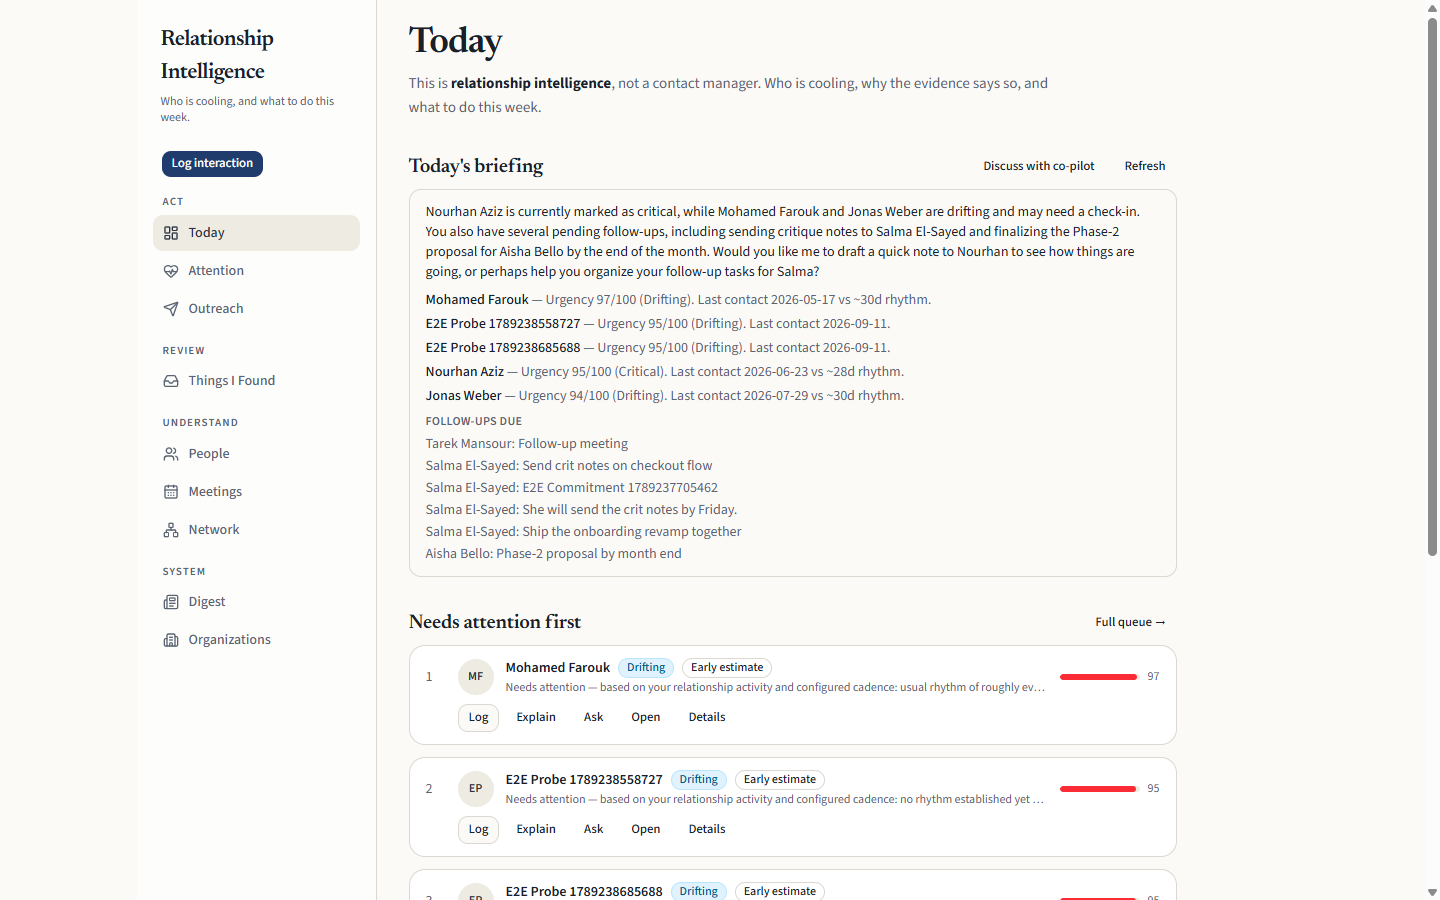 Relationship
Intelligence
Who is cooling, and what to do this
week.
Log interaction
ACT
Today
Attention
Outreach
REVIEW
Things I Found
UNDERSTAND
People
Meetings
Network
SYSTEM
Digest
Organizations
Today
This is relationship intelligence, not a contact manager. Who is cooling, why the evidence says so, and
what to do this week.
Today's briefing
Discuss with co-pilot
Refresh
Nourhan Aziz is currently marked as critical, while Mohamed Farouk and Jonas Weber are drifting and may need a check-in.
You also have several pending follow-ups, including sending critique notes to Salma El-Sayed and finalizing the Phase-2
proposal for Aisha Bello by the end of the month. Would you like me to draft a quick note to Nourhan to see how things are
going, or perhaps help you organize your follow-up tasks for Salma?
Mohamed Farouk — Urgency 97/100 (Drifting). Last contact 2026-05-17 vs ~30d rhythm.
E2E Probe 1789238558727 — Urgency 95/100 (Drifting). Last contact 2026-09-11.
E2E Probe 1789238685688 — Urgency 95/100 (Drifting). Last contact 2026-09-11.
Nourhan Aziz — Urgency 95/100 (Critical). Last contact 2026-06-23 vs ~28d rhythm.
Jonas Weber — Urgency 94/100 (Drifting). Last contact 2026-07-29 vs ~30d rhythm.
FOLLOW-UPS DUE
Tarek Mansour: Follow-up meeting
Salma El-Sayed: Send crit notes on checkout flow
Salma El-Sayed: E2E Commitment 1789237705462
Salma El-Sayed: She will send the crit notes by Friday.
Salma El-Sayed: Ship the onboarding revamp together
Aisha Bello: Phase-2 proposal by month end
Needs attention first
Full queue →
1
MF
Mohamed Farouk
Drifting
Early estimate
Needs attention — based on your relationship activity and configured cadence: usual rhythm of roughly ev…
97
Log
Explain
Ask
Open
Details
2
EP
E2E Probe 1789238558727
Drifting
Early estimate
Needs attention — based on your relationship activity and configured cadence: no rhythm established yet …
95
Log
Explain
Ask
Open
Details
E2E Probe 1789238685688
Drifting
Early estimate